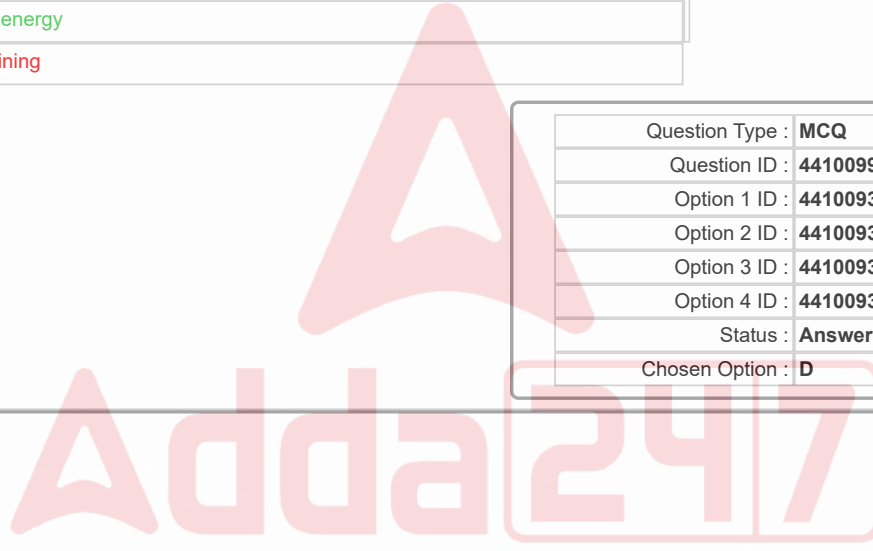 energy
ining
Question Type : MCQ
Question ID : 4410099
Option 1 ID : 4410093
Option 2 ID : 4410093
Option 3 ID : 4410093
Option 4 ID : 4410093
Status : Answer
Chosen Option : D
Adda247